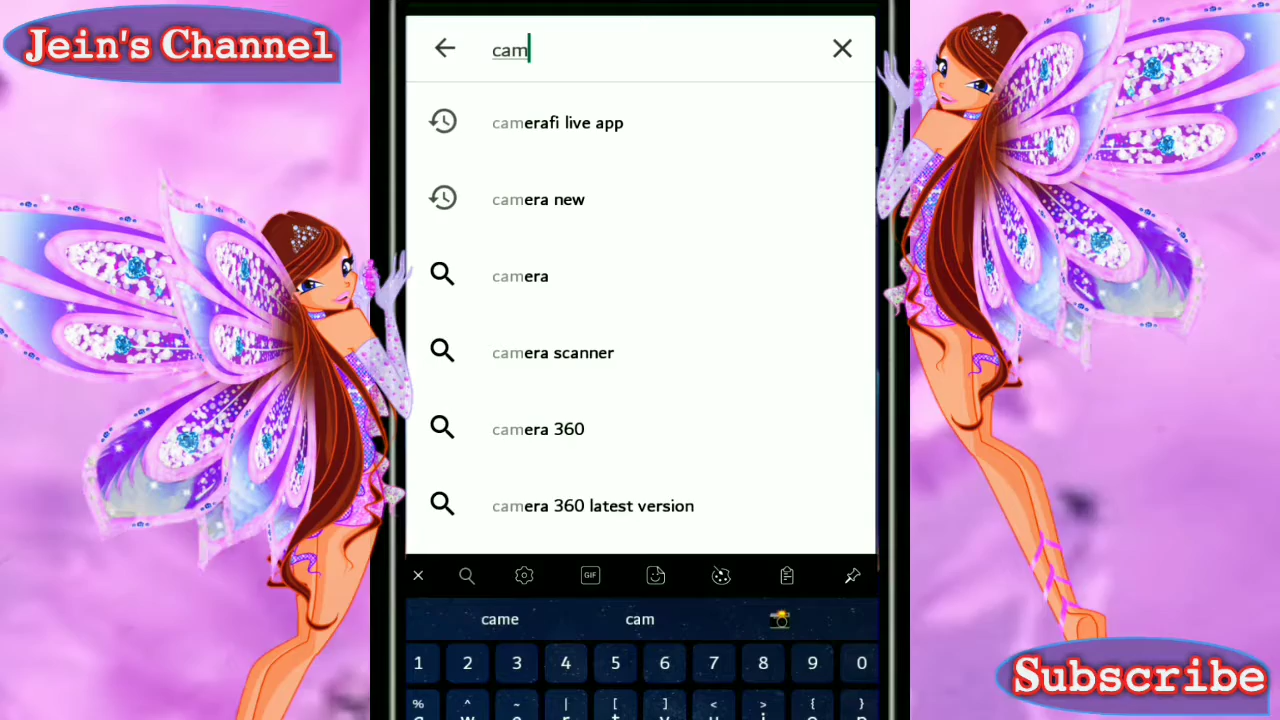 Jein's Channel
cam
camerafi live app
camera new
camera
camera scanner
camera 360
camera 360 latest version
GIF
came cam
1 2 3 4 5 6 7 8 9 0
% ^ ~ | [ ] < > { }
Subscribe